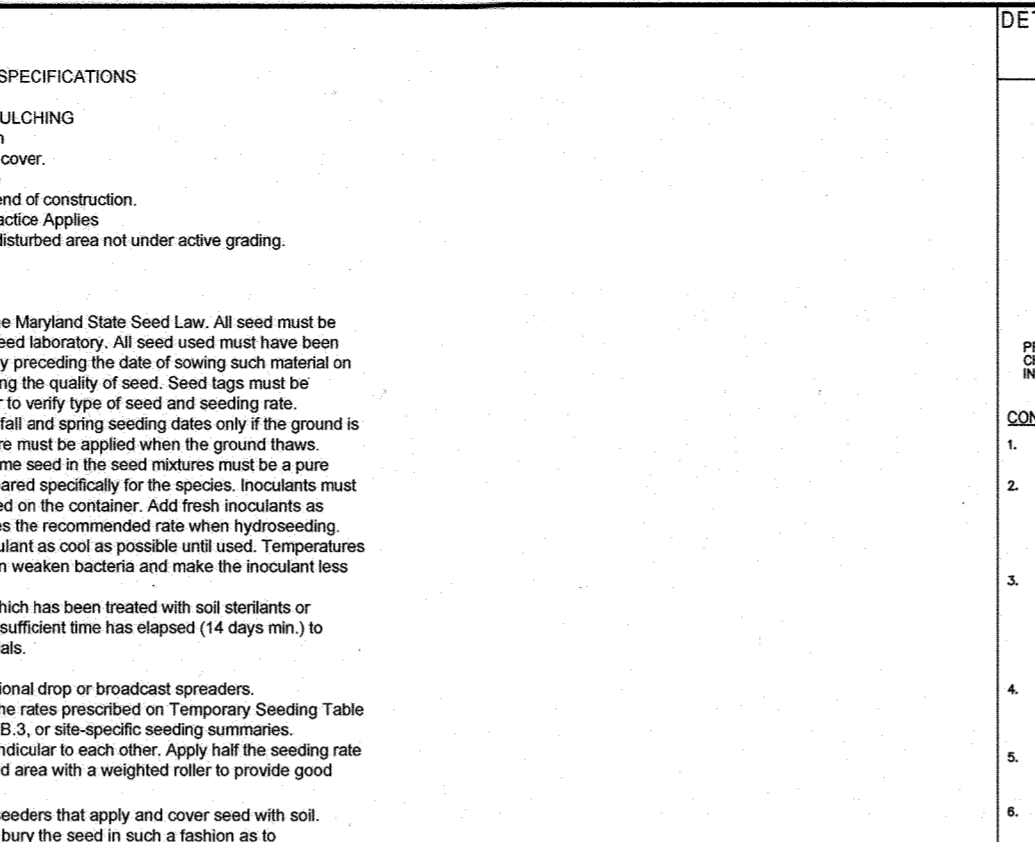 SPECIFICATIONS
ULCHING
n
cover.
end of construction.
actice Applies
disturbed area not under active grading.
e Maryland State Seed Law. All seed must be
eed laboratory. All seed used must have been
y preceding the date of sowing such material on
ng the quality of seed. Seed tags must be
r to verify type of seed and seeding rate.
fall and spring seeding dates only if the ground is
re must be applied when the ground thaws.
me seed in the seed mixtures must be a pure
ared specifically for the species. Inoculants must
ed on the container. Add fresh inoculants as
es the recommended rate when hydroseeding.
ulant as cool as possible until used. Temperatures
n weaken bacteria and make the inoculant less
hich has been treated with soil sterilants or
sufficient time has elapsed (14 days min.) to
als.
ional drop or broadcast spreaders.
he rates prescribed on Temporary Seeding Table
B.3, or site-specific seeding summaries.
ndicular to each other. Apply half the seeding rate
d area with a weighted roller to provide good
eeders that apply and cover seed with soil.
bury the seed in such a fashion as to
DET
PE
CH
IN
CON
1.
2.
3.
4.
5.
6.